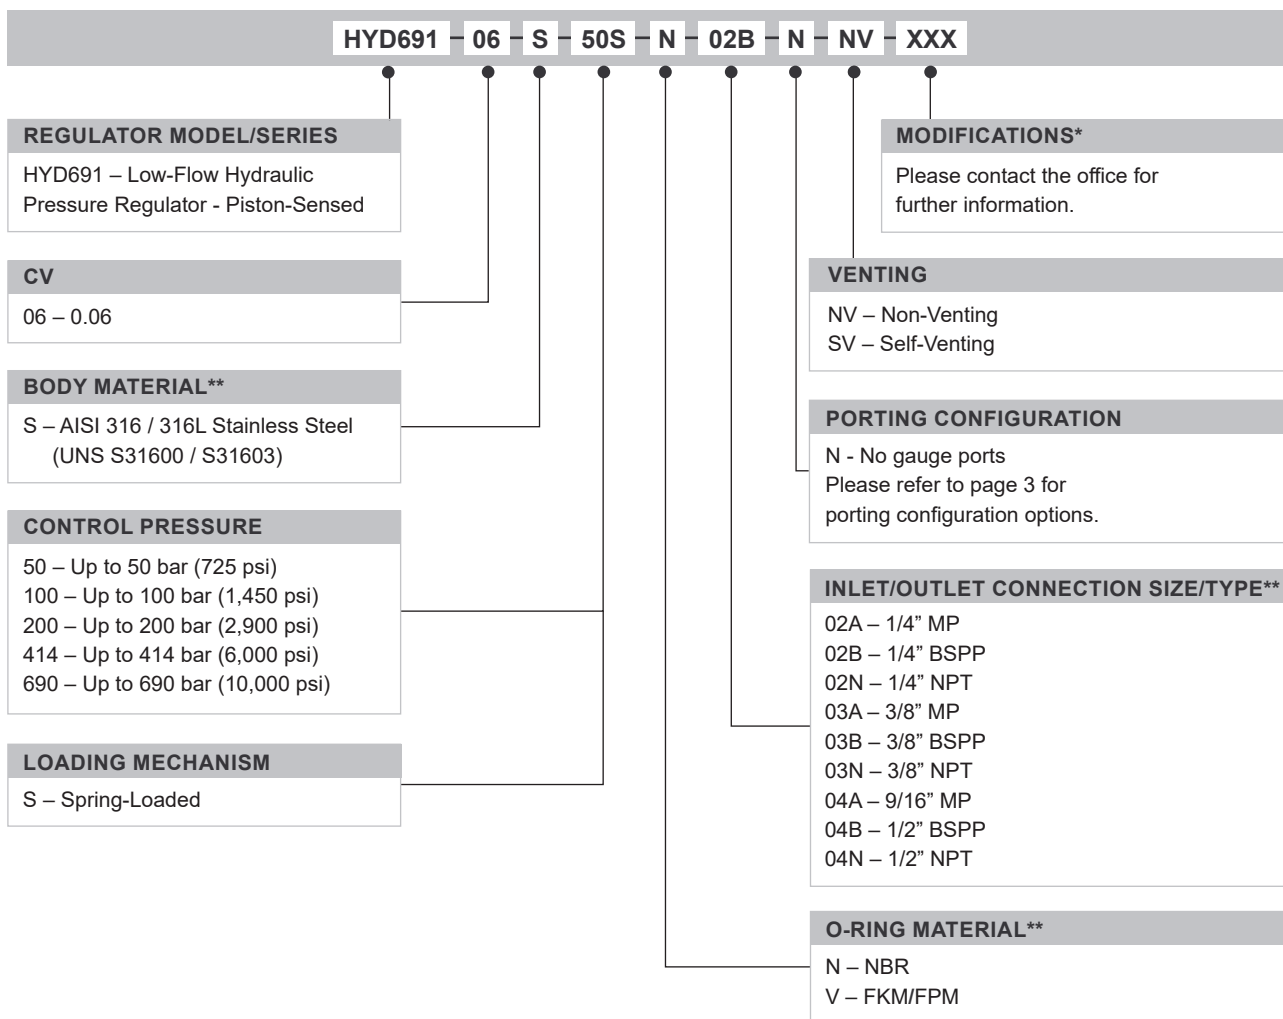 HYD691 – 06 – S – 50S – N – 02B – N – NV – XXX
REGULATOR MODEL/SERIES
HYD691 – Low-Flow Hydraulic
Pressure Regulator - Piston-Sensed
CV
06 – 0.06
BODY MATERIAL**
S – AISI 316 / 316L Stainless Steel
(UNS S31600 / S31603)
CONTROL PRESSURE
50 – Up to 50 bar (725 psi)
100 – Up to 100 bar (1,450 psi)
200 – Up to 200 bar (2,900 psi)
414 – Up to 414 bar (6,000 psi)
690 – Up to 690 bar (10,000 psi)
LOADING MECHANISM
S – Spring-Loaded
MODIFICATIONS*
Please contact the office for
further information.
VENTING
NV – Non-Venting
SV – Self-Venting
PORTING CONFIGURATION
N - No gauge ports
Please refer to page 3 for
porting configuration options.
INLET/OUTLET CONNECTION SIZE/TYPE**
02A – 1/4” MP
02B – 1/4” BSPP
02N – 1/4” NPT
03A – 3/8” MP
03B – 3/8” BSPP
03N – 3/8” NPT
04A – 9/16” MP
04B – 1/2” BSPP
04N – 1/2” NPT
O-RING MATERIAL**
N – NBR
V – FKM/FPM